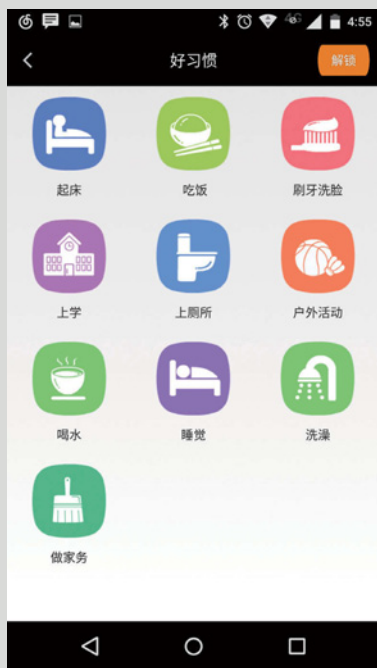 4G 4:55
好习惯 解锁
起床 吃饭 刷牙洗脸
上学 上厕所 户外活动
喝水 睡觉 洗澡
做家务